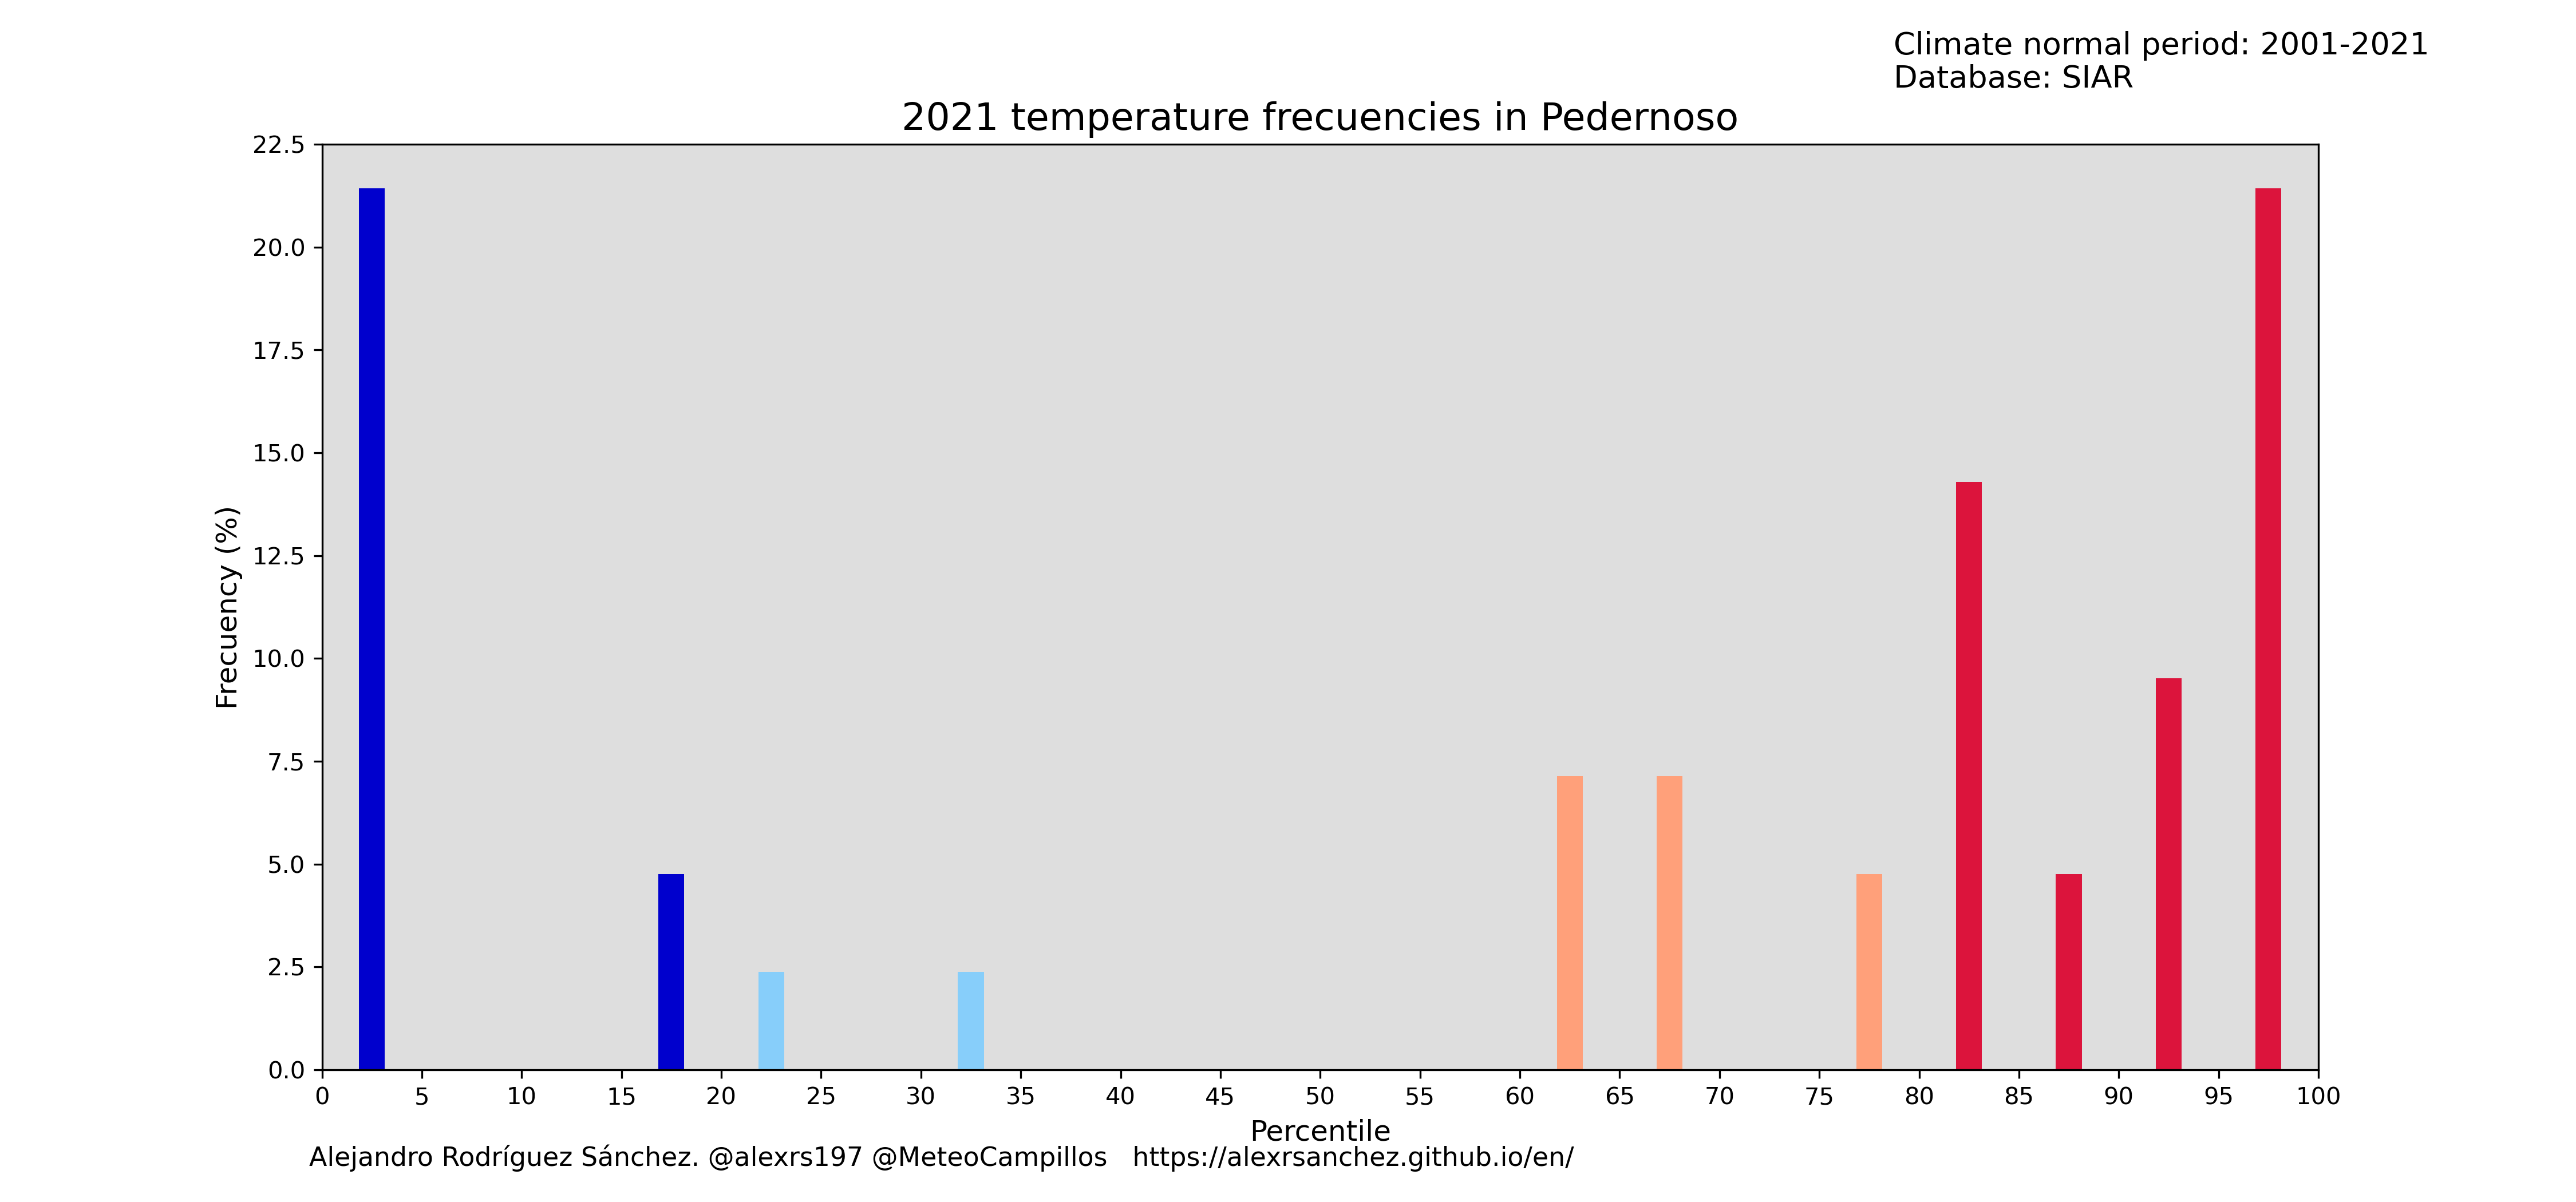 Climate normal period: 2001-2021
Database: SIAR
2021 temperature frecuencies in Pedernoso
22.5
20.0
17.5
15.0
12.5
10.0
7.5
5.0
2.5
0.0
Frecuency (%)
0 5 10 15 20 25 30 35 40 45 50 55 60 65 70 75 80 85 90 95 100
Percentile
Alejandro Rodríguez Sánchez. @alexrs197 @MeteoCampillos https://alexrsanchez.github.io/en/